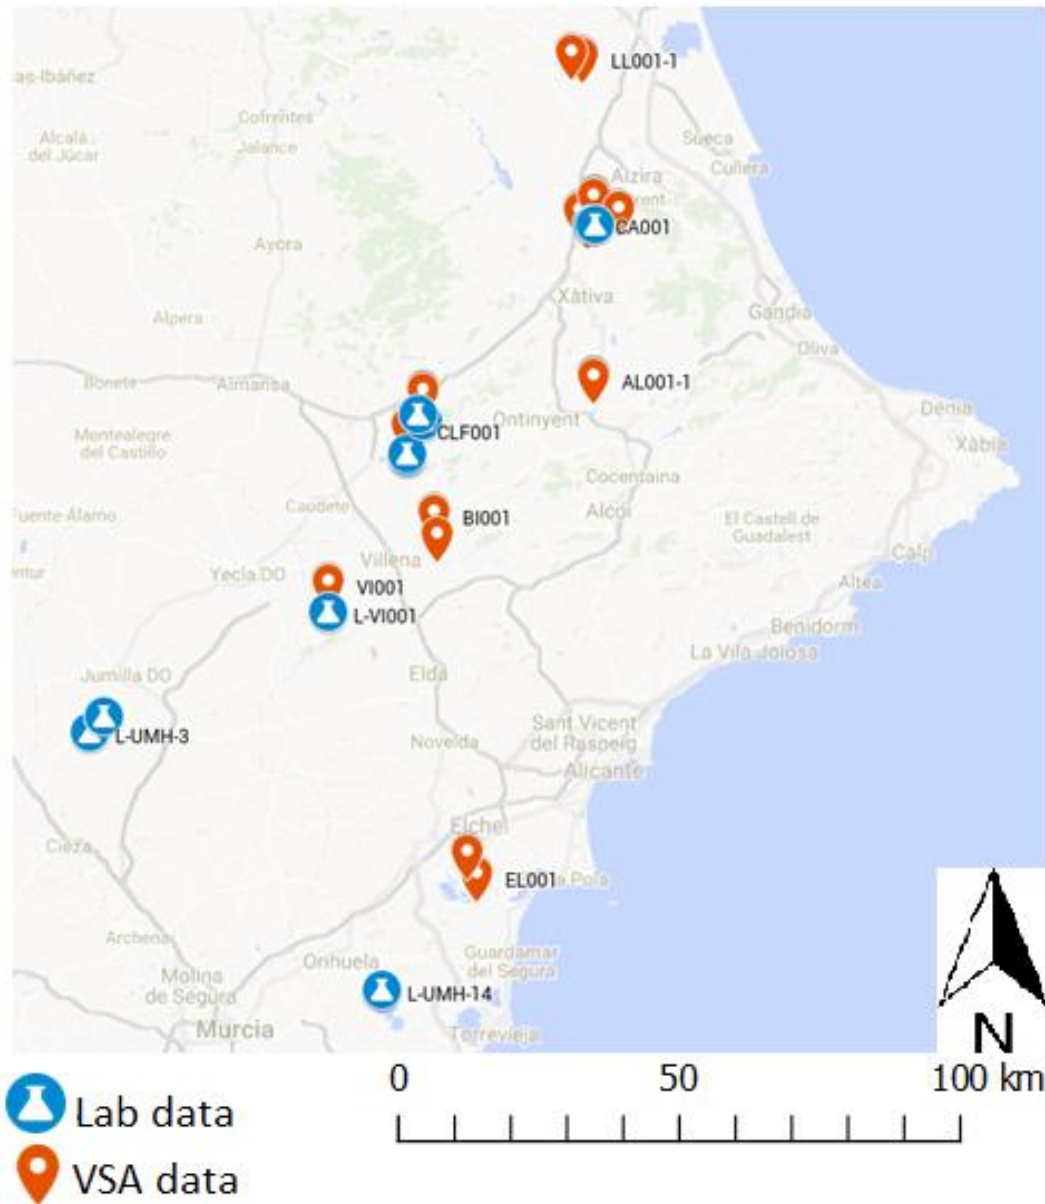 LL001-1
as-Ibáñez
Cofrentes
Jalance
Alcalá
del Júcar
Sueca
Cullera
Alzira
CA001
Ayora
Xàtiva
Gandia
Alpera
Oliva
Bonete
Almansa
AL001-1
Dénia
Ontinyent
CLF001
Xàbia
Montealegre
del Castillo
Cocentaina
Caudete
Alcoi
BI001
El Castell de
Guadalest
Fuente-Álamo
Calp
Villena
Yecla DO
VI001
Altea
L-VI001
Benidorm
La Vila Joiosa
Elda
Jumilla DO
Sant Vicent
del Raspeig
L-UMH-3
Novelda
Alicante
Elche
Cieza
EL001
a Pola
Archena
Guardamar
del Segura
Orihuela
Molina
de Segura
L-UMH-14
Murcia
Torrevieja
N
0 50 100 km
Lab data
VSA data